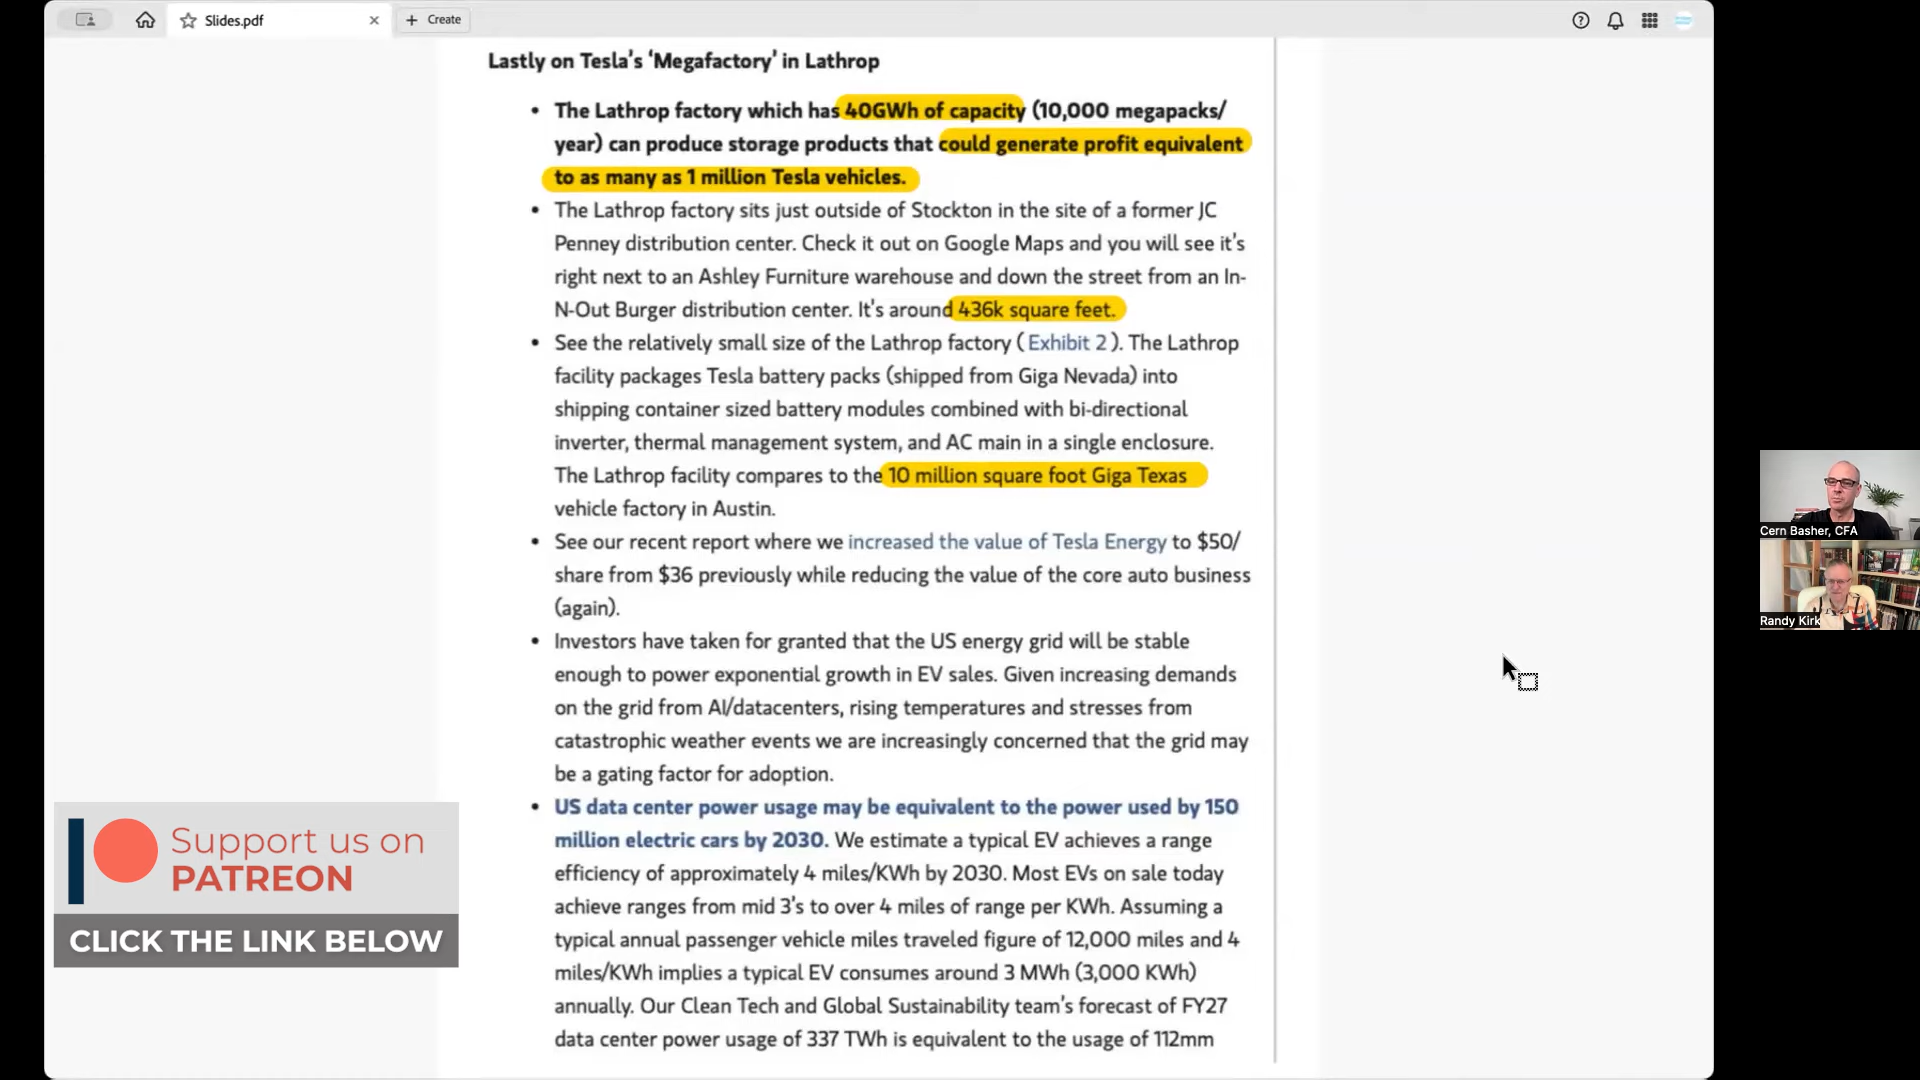 Slides.pdf
Create
Lastly on Tesla's ‘Megafactory’ in Lathrop
• The Lathrop factory which has 40GWh of capacity (10,000 megapacks/
year) can produce storage products that could generate profit equivalent
to as many as 1 million Tesla vehicles.
• The Lathrop factory sits just outside of Stockton in the site of a former JC
Penney distribution center. Check it out on Google Maps and you will see it's
right next to an Ashley Furniture warehouse and down the street from an In-
N-Out Burger distribution center. It's around 436k square feet.
• See the relatively small size of the Lathrop factory ( Exhibit 2 ). The Lathrop
facility packages Tesla battery packs (shipped from Giga Nevada) into
shipping container sized battery modules combined with bi-directional
inverter, thermal management system, and AC main in a single enclosure.
The Lathrop facility compares to the 10 million square foot Giga Texas
vehicle factory in Austin.
• See our recent report where we increased the value of Tesla Energy to $50/
share from $36 previously while reducing the value of the core auto business
(again).
• Investors have taken for granted that the US energy grid will be stable
enough to power exponential growth in EV sales. Given increasing demands
on the grid from AI/datacenters, rising temperatures and stresses from
catastrophic weather events we are increasingly concerned that the grid may
be a gating factor for adoption.
• US data center power usage may be equivalent to the power used by 150
million electric cars by 2030. We estimate a typical EV achieves a range
efficiency of approximately 4 miles/KWh by 2030. Most EVs on sale today
achieve ranges from mid 3's to over 4 miles of range per KWh. Assuming a
typical annual passenger vehicle miles traveled figure of 12,000 miles and 4
miles/KWh implies a typical EV consumes around 3 MWh (3,000 KWh)
annually. Our Clean Tech and Global Sustainability team's forecast of FY27
data center power usage of 337 TWh is equivalent to the usage of 112mm
Support us on
PATREON
CLICK THE LINK BELOW
Cern Basher, CFA
Randy Kirk